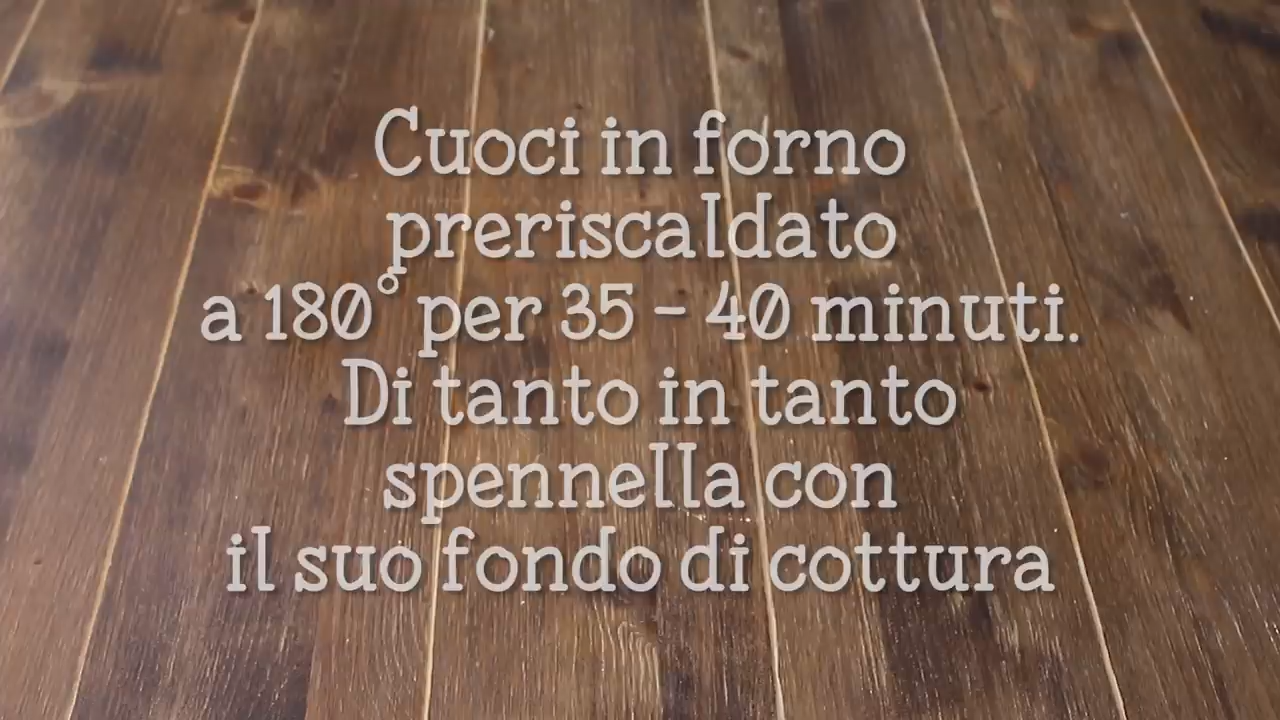 Cuoci in forno
preriscaldato
a 180° per 35 - 40 minuti.
Di tanto in tanto
spennella con
il suo fondo di cottura